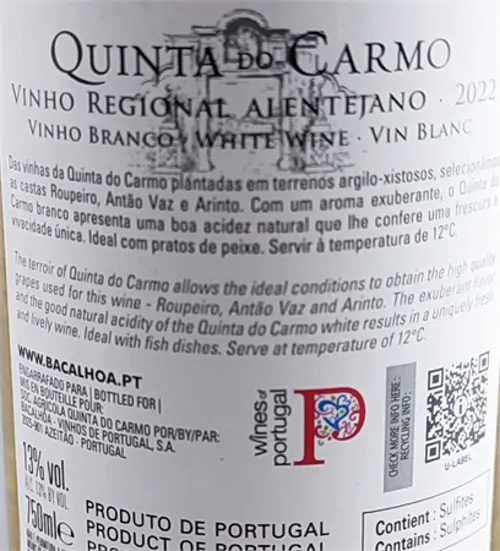 QUINTA DO CARMO
VINHO REGIONAL ALENTEJANO · 2022
VINHO BRANCO · WHITE WINE · VIN BLANC
Das vinhas da Quinta do Carmo plantadas em terrenos argilo-xistosos, selecionámos
as castas Roupeiro, Antão Vaz e Arinto. Com um aroma exuberante, o Quinta do
Carmo branco apresenta uma boa acidez natural que lhe confere uma frescura e
vivacidade única. Ideal com pratos de peixe. Servir à temperatura de 12°C.
The terroir of Quinta do Carmo allows the ideal conditions to obtain the high quality
grapes used for this wine - Roupeiro, Antão Vaz and Arinto. The exuberant flavour
and the good natural acidity of the Quinta do Carmo white results in a uniquely fresh
and lively wine. Ideal with fish dishes. Serve at temperature of 12°C.
WWW.BACALHOA.PT
ENGARRAFADO PARA | BOTTLED FOR |
MIS EN BOUTEILLE POUR:
SOC. AGRÍCOLA QUINTA DO CARMO POR/BY/PAR:
BACALHÔA - VINHOS DE PORTUGAL, S.A.
2925-901 AZEITÃO - PORTUGAL
wines of
portugal
CHECK MORE INFO HERE:
RECYCLING INFO:
U-LABEL
13% vol.
ALC. 13% BY VOL.
750ml e
PRODUTO DE PORTUGAL
PRODUCT OF PORTUGAL
Contient : Sulfites
Contains : Sulphites